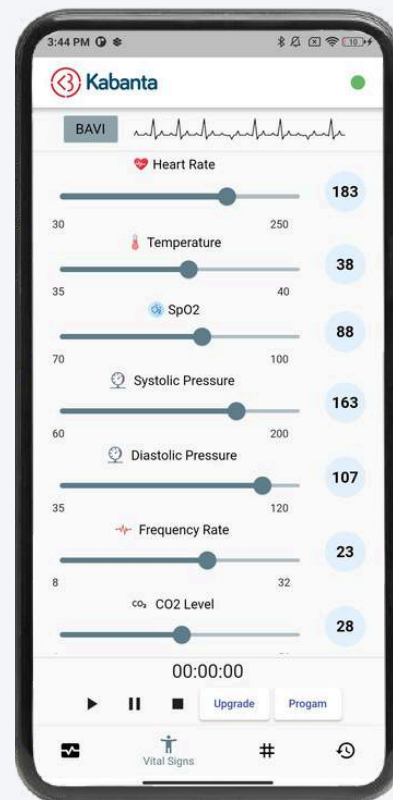 3:44 PM 10
Kabanta
BAVI
Heart Rate
183
30 250
Temperature
38
35 40
SpO2
88
70 100
Systolic Pressure
163
60 200
Diastolic Pressure
107
35 120
Frequency Rate
23
8 32
CO₂ CO2 Level
28
00:00:00
Upgrade Progam
Vital Signs